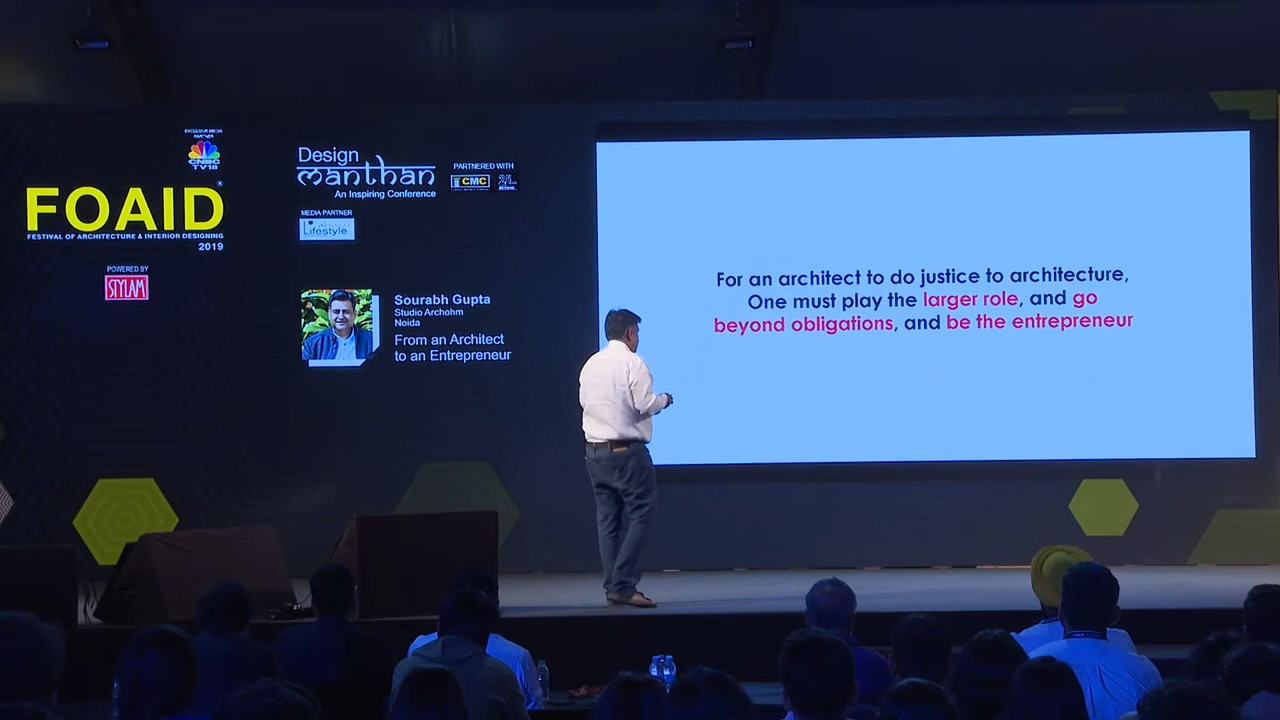 EXCLUSIVE MEDIA
PARTNER
CNBC
TV18
FOAID
FESTIVAL OF ARCHITECTURE & INTERIOR DESIGNING
2019
POWERED BY
STYLAM
Design
manthan
An Inspiring Conference
PARTNERED WITH
CMC
MEDIA PARTNER
Lifestyle
Sourabh Gupta
Studio Archohm
Noida
From an Architect
to an Entrepreneur
For an architect to do justice to architecture,
One must play the larger role, and go
beyond obligations, and be the entrepreneur